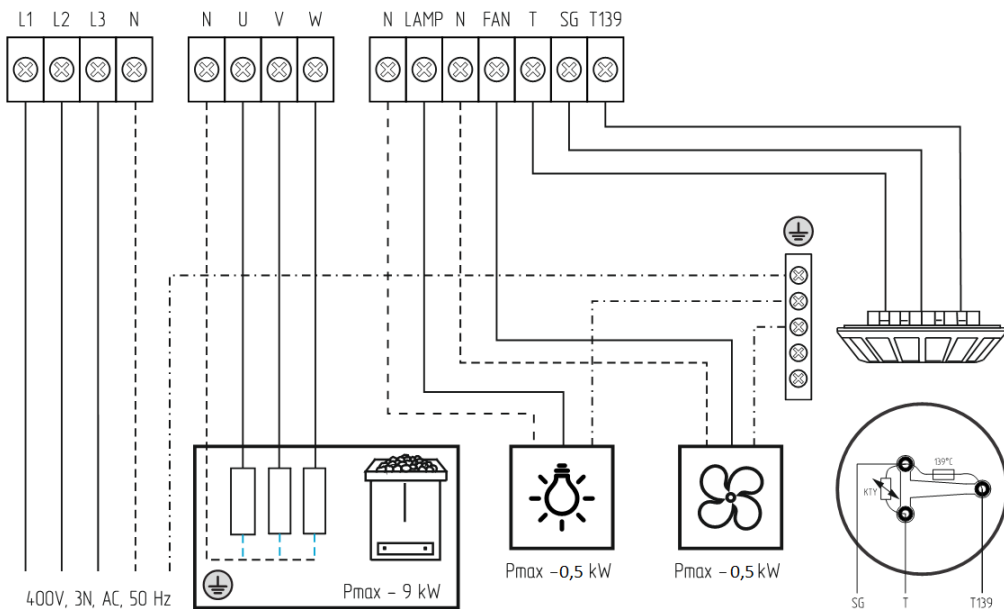 L1 L2 L3 N N U V W N LAMP N FAN T SG T139
139°C
KTY
Pmax - 9 kW
Pmax -0,5 kW
Pmax -0,5 kW
400V, 3N, AC, 50 Hz
SG T T139